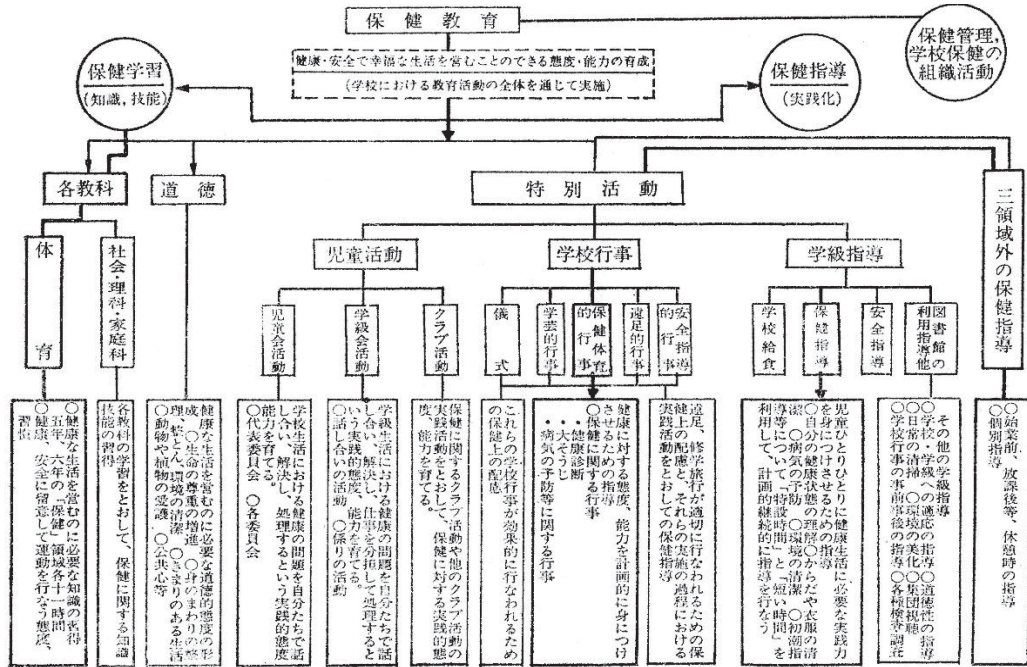 保健教育
健康・安全で幸福な生活を営むことのできる態度・能力の育成
(学校における教育活動の全体を通じて実施)
保健学習
(知識，技能)
保健指導
(実践化)
保健管理，
学校保健の
組織活動
各教科
道徳
特別活動
三領域外の保健指導
体育
社会・理科・家庭科
児童活動
学校行事
学級指導
児童会活動
学級会活動
クラブ活動
儀式
学芸的行事
保健体育
的行事
遠足的行事
安全指導
的行事
学校給食
保健指導
安全指導
図書館の
利用指導他
○健康な生活を営むのに必要な知識の習得
五年、六年の「保健」領域各十一時間
○健康、安全に留意して運動を行なう態度、
習慣
各教科の学習をとおして、保健に関する知識
技能の習得
健康な生活を営むのに必要な道徳的態度の形
成　○生命の尊重の増進　○身のまわりの整
理、整とん、環境の清潔　○きまりのある生活
○動物や植物の愛護　○公共心等
学校生活における健康の問題を自分たちで話
し合い、解決し、処理するという実践的態度
能力を育てる。
○代表委員会　○各委員会
学級生活における健康の問題を自分たちで話
し合い、解決し、仕事を分担して処理すると
いう実践的態度、能力を育てる。
○話し合いの活動　○係りの活動
保健に関するクラブ活動や他のクラブ活動の
実践活動をとおして、保健に対する実践的態
度、能力を育てる。
これらの学校行事が効果的に行なわれるため
の保健上の配慮
健康に対する態度、能力を計画的に身につけ
させるための指導
○保健に関する行事
・健康診断
・大そうじ
・病気の予防等に関する行事
遠足、修学旅行が適切に行なわれるための保
健上の配慮と、それらの実施の過程における
実践活動をとおしての保健指導
児童ひとりひとりに健康生活に必要な実践力
を身につけさせるための指導
○自分の健康状態の理解○からだや衣服の清
潔　○病気の予防　○環境の清潔　○初潮指
導等について「特設時間」と「短い時間」を
利用して、計画的継続的に指導を行なう
その他の学級指導
○学校・学級への適応の指導　○道徳性の指導
○日常の清掃　○環境の美化　○集団視聴
○学校行事の事前事後の指導　○各種検査調査
○始業前、放課後等、休憩時の指導
○個別指導